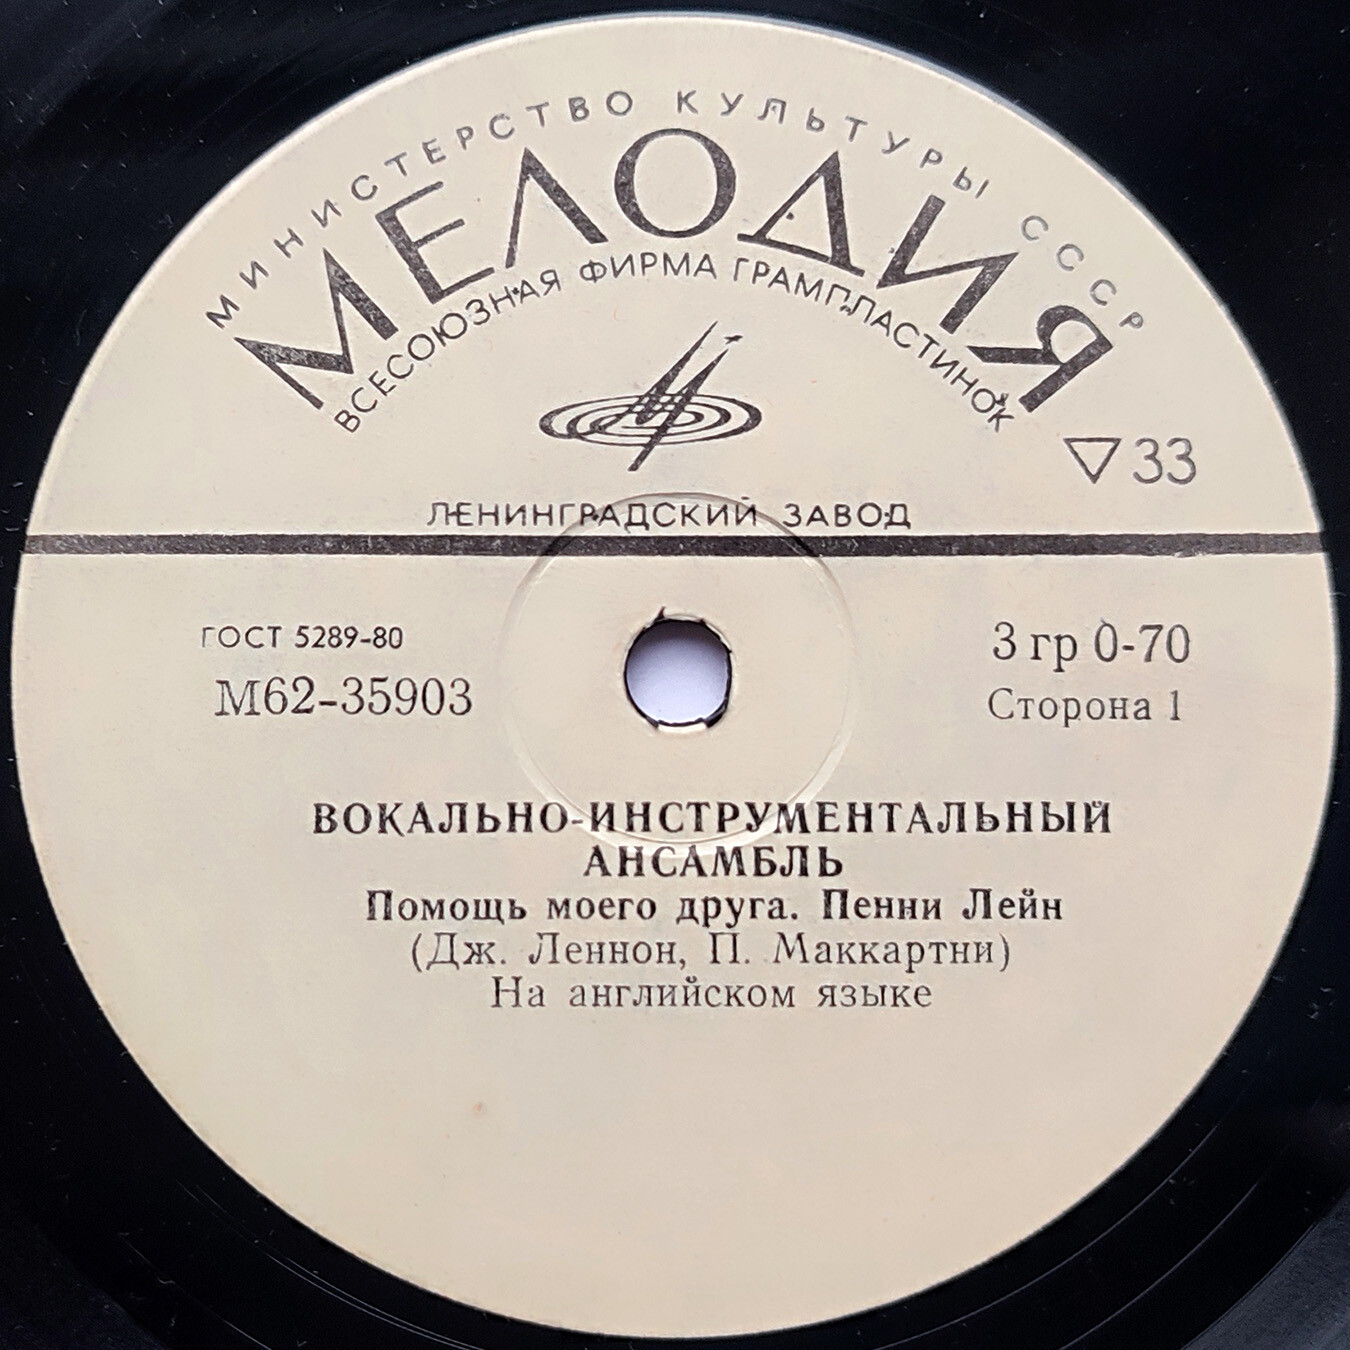 МИНИСТЕРСТВО КУЛЬТУРЫ СССР
МЕЛОДИЯ
ВСЕСОЮЗНАЯ ФИРМА ГРАМПЛАСТИНОК
▽33
ЛЕНИНГРАДСКИЙ ЗАВОД
ГОСТ 5289-80
М62-35903
3 гр 0-70
Сторона 1
ВОКАЛЬНО-ИНСТРУМЕНТАЛЬНЫЙ
АНСАМБЛЬ
Помощь моего друга. Пенни Лейн
(Дж. Леннон, П. Маккартни)
На английском языке